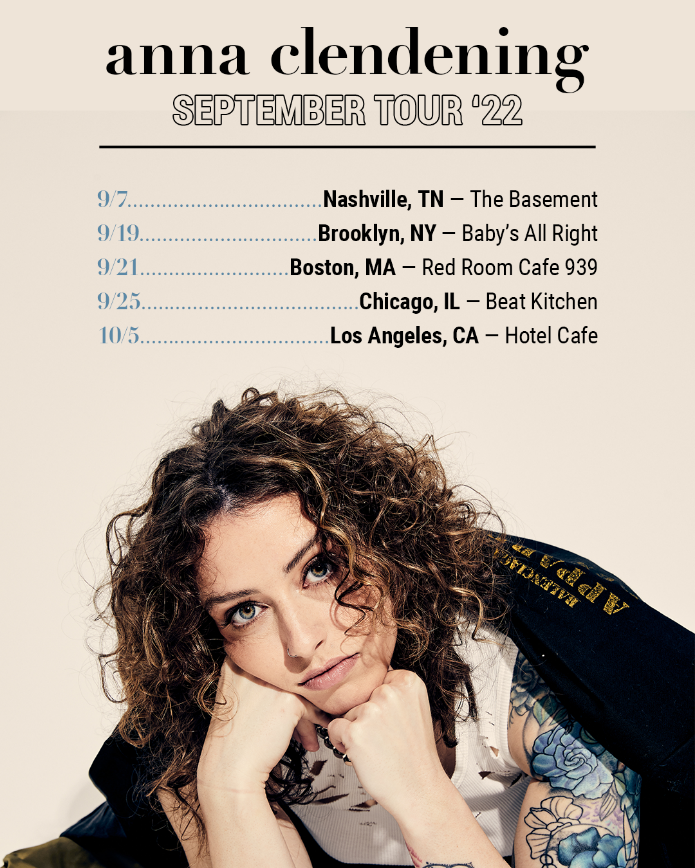 anna clendening
SEPTEMBER TOUR ‘22
9/7..................................Nashville, TN – The Basement
9/19...............................Brooklyn, NY – Baby’s All Right
9/21..........................Boston, MA – Red Room Cafe 939
9/25......................................Chicago, IL – Beat Kitchen
10/5.................................Los Angeles, CA – Hotel Cafe
BALENCIAGA